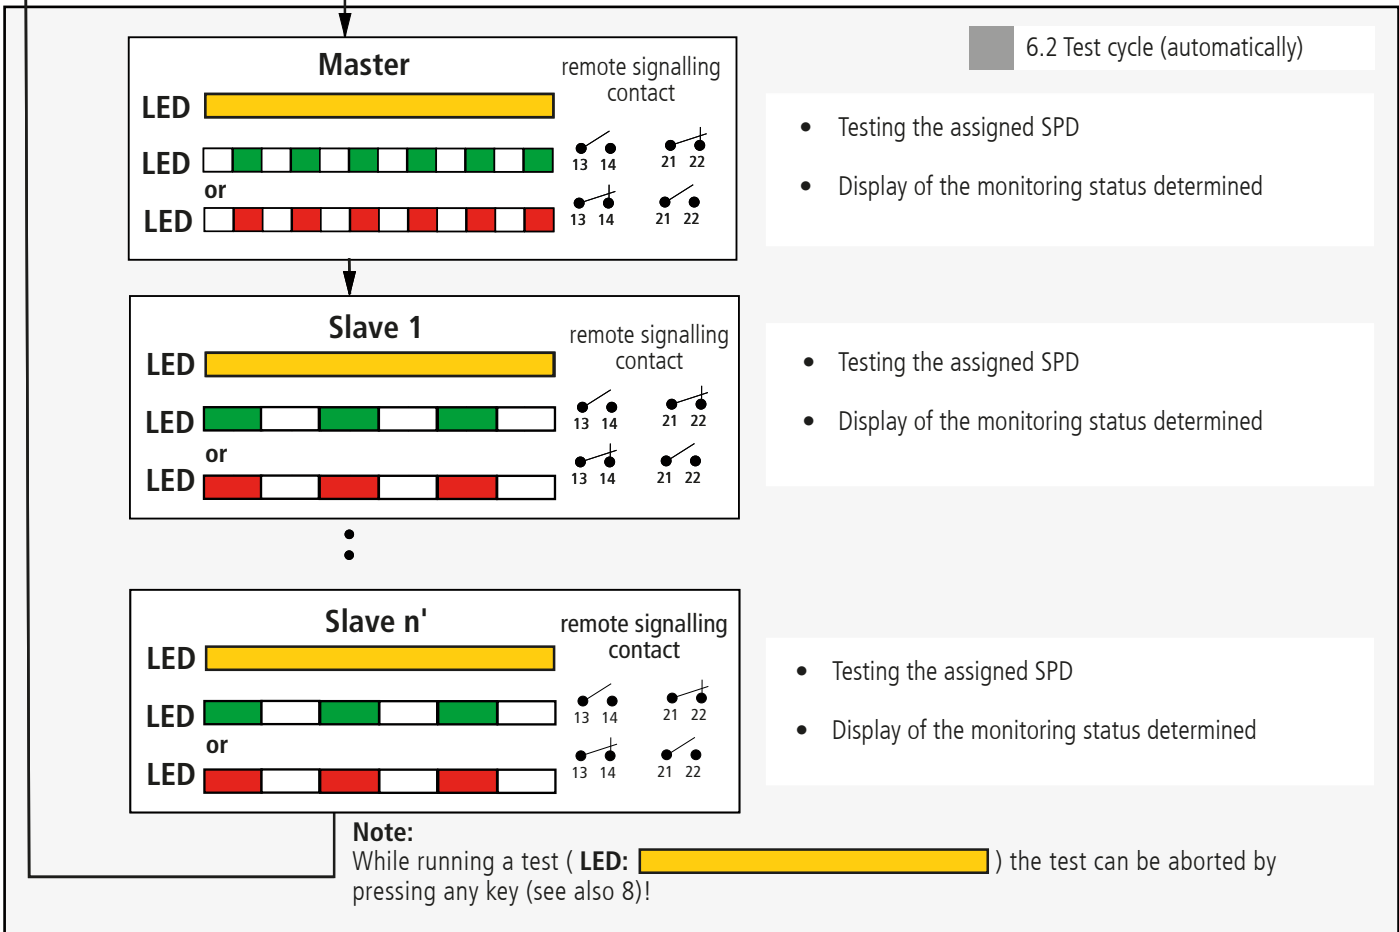 6.2 Test cycle (automatically)
Master
remote signalling
contact
LED
LED
13 14 21 22
or
LED
13 14 21 22
• Testing the assigned SPD
• Display of the monitoring status determined
Slave 1
remote signalling
contact
LED
LED
13 14 21 22
or
LED
13 14 21 22
• Testing the assigned SPD
• Display of the monitoring status determined
Slave n'
remote signalling
contact
LED
LED
13 14 21 22
or
LED
13 14 21 22
• Testing the assigned SPD
• Display of the monitoring status determined
Note:
While running a test ( LED: ) the test can be aborted by
pressing any key (see also 8)!